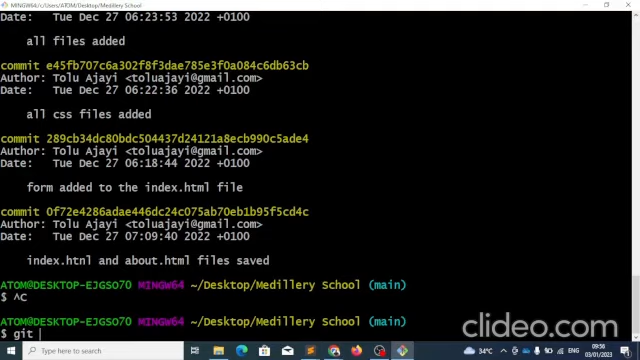 MINGW64:/c/Users/ATOM/Desktop/Medillery School
Date:   Tue Dec 27 06:23:53 2022 +0100
all files added
commit e45fb707c6a302f8f3dae785e3f0a084c6db63cb
Author: Tolu Ajayi <toluajayi@gmail.com>
Date:   Tue Dec 27 06:22:36 2022 +0100
all css files added
commit 289cb34dc80bdc504437d24121a8ecb990c5ade4
Author: Tolu Ajayi <toluajayi@gmail.com>
Date:   Tue Dec 27 06:18:44 2022 +0100
form added to the index.html file
commit 0f72e4286adae446dc24c075ab70eb1b95f5cd4c
Author: Tolu Ajayi <toluajayi@gmail.com>
Date:   Tue Dec 27 07:09:40 2022 +0100
index.htnl and about.html files saved
ATOM@DESKTOP-EJGSO70 MINGW64 ~/Desktop/Medillery School (main)
$ ^C
ATOM@DESKTOP-EJGSO70 MINGW64 ~/Desktop/Medillery School (main)
$ git
clideo.com
Type here to search
34°C
ENG
09:56
03/01/2023